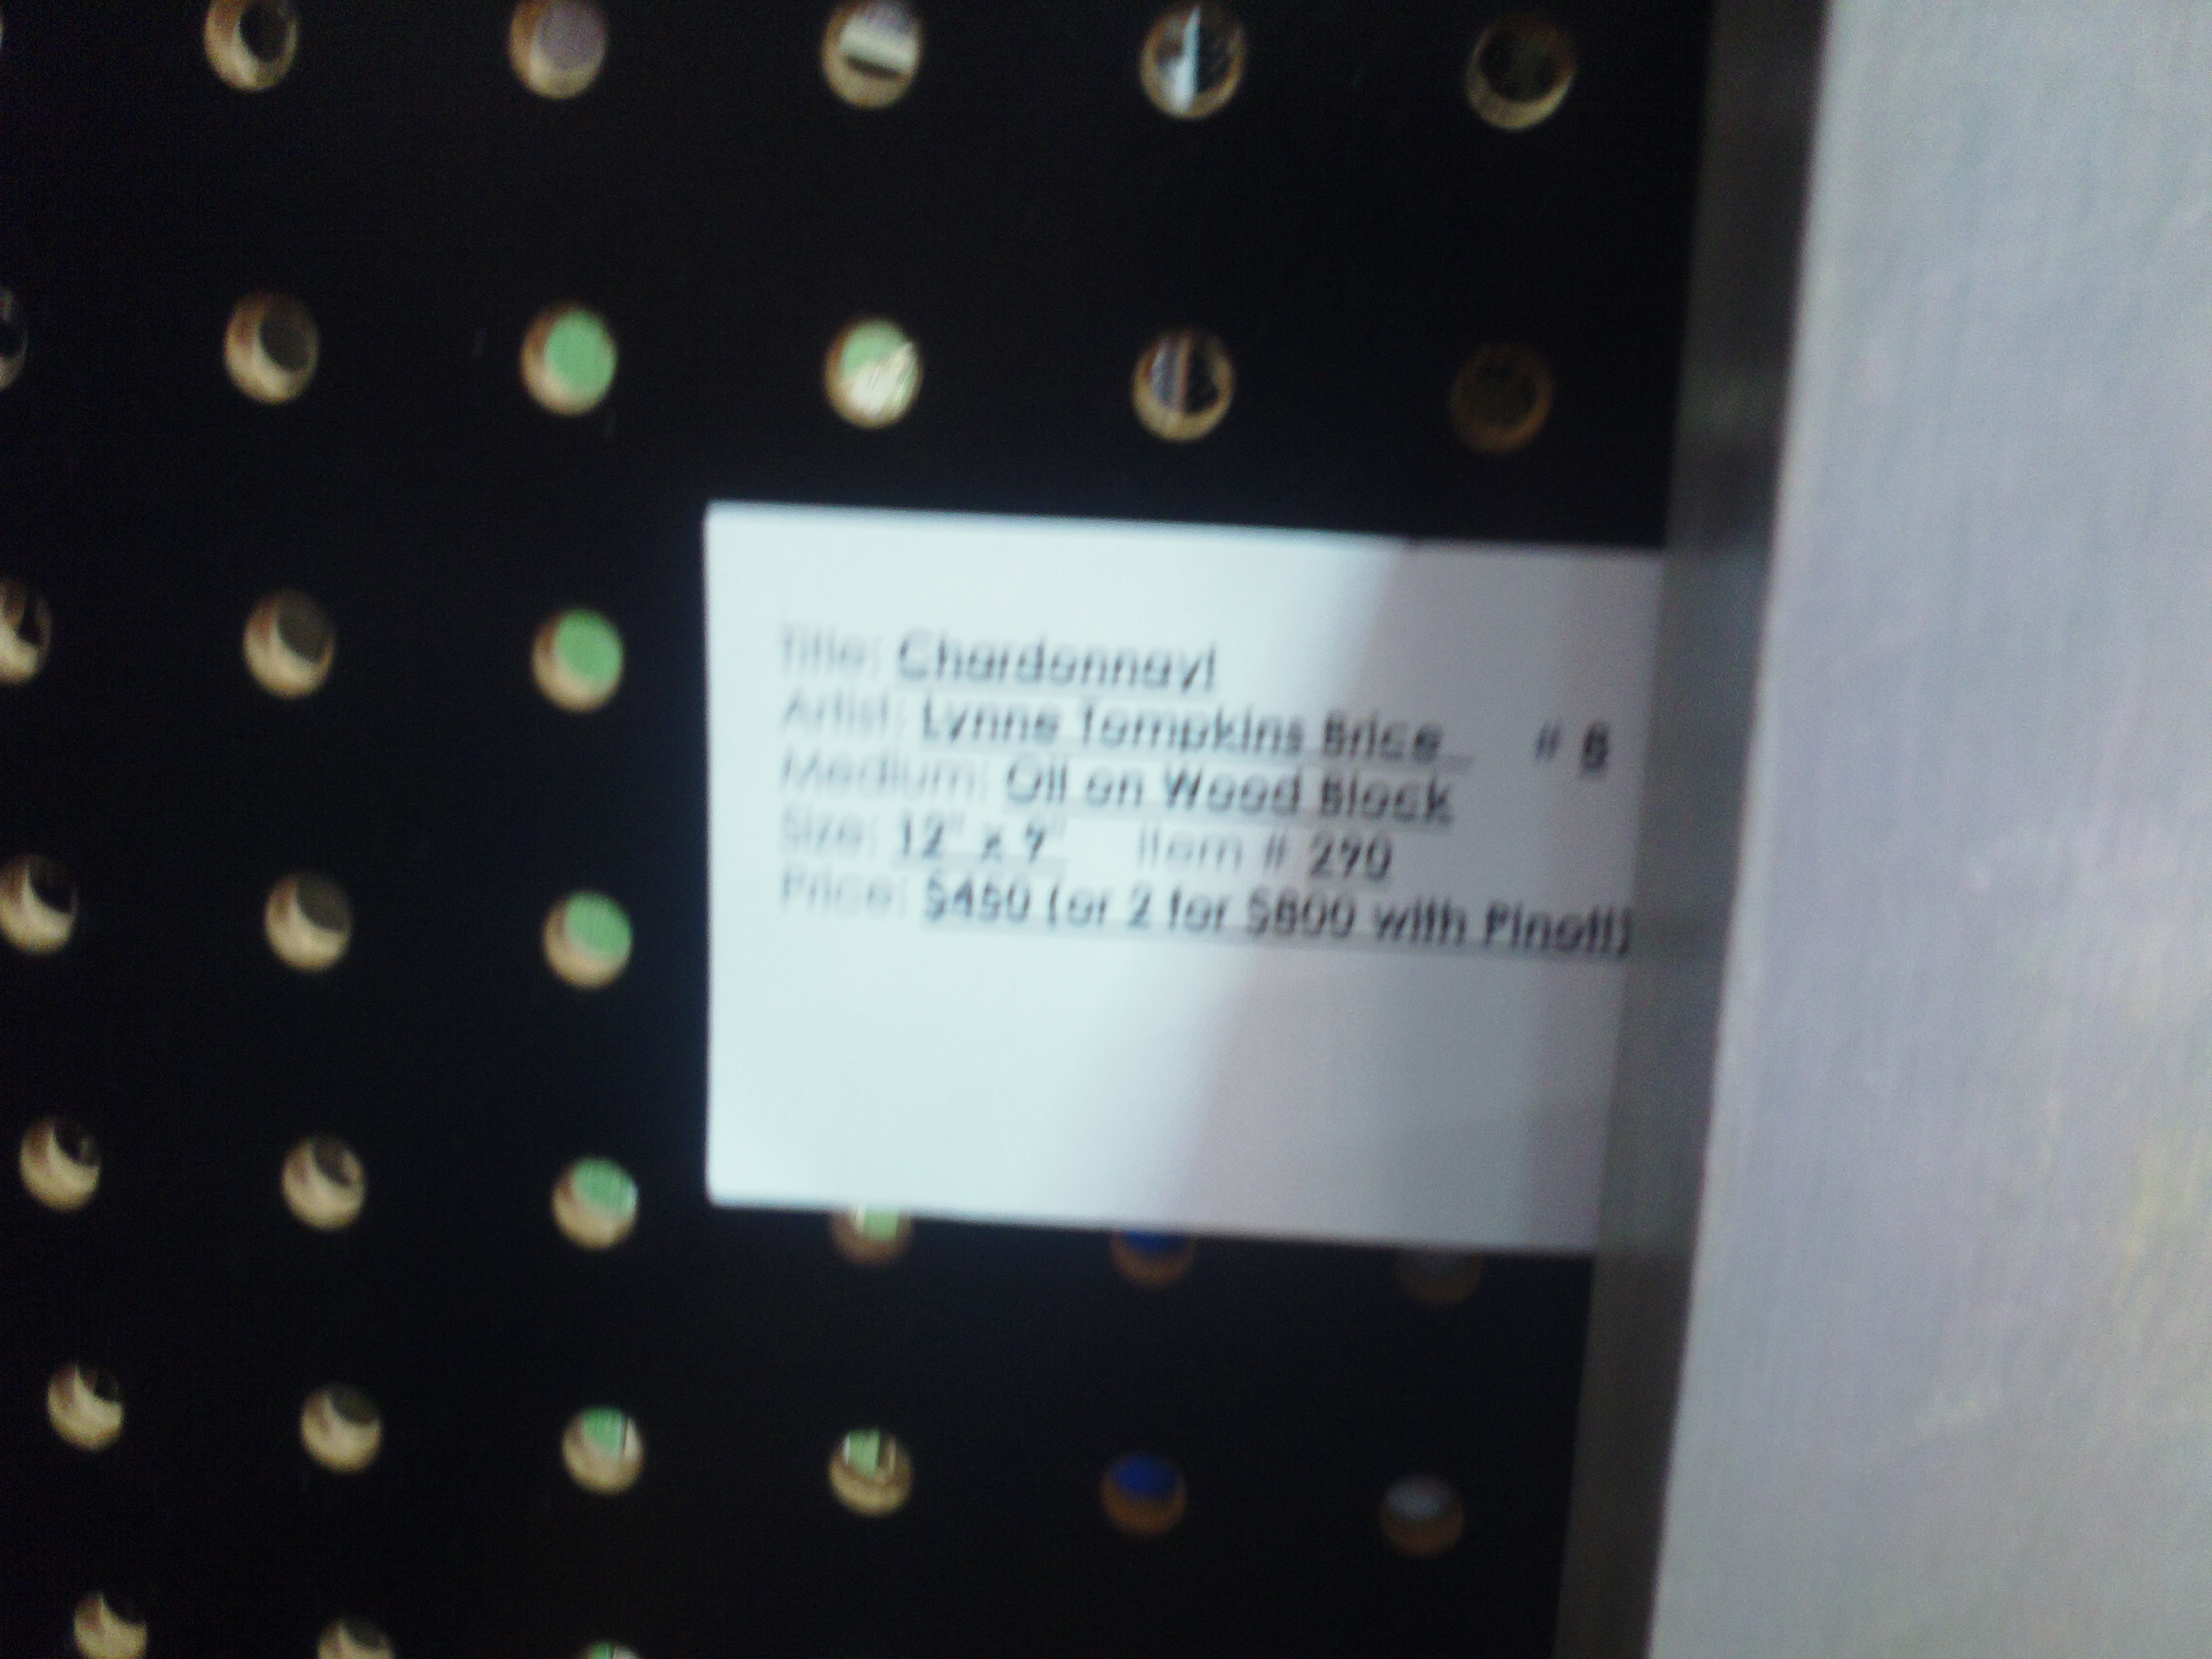 Title: Chardonnay!
Artist: Lynne Tompkins Brice # 8
Medium: Oil on Wood Block
Size: 12" x 9" Item # 290
Price: $450 (or 2 for $800 with Pinot!)